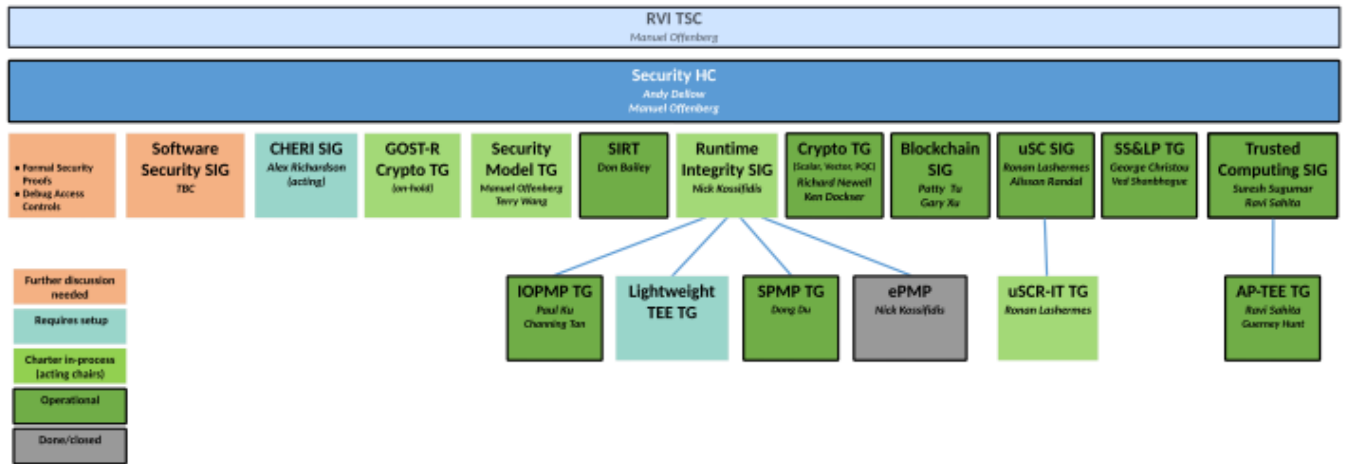 RVI TSC
Manuel Offenberg
Security HC
Andy Dellow
Manuel Offenberg
• Formal Security
Proofs
• Debug Access
Controls
Software
Security SIG
TBC
CHERI SIG
Alex Richardson
(acting)
GOST-R
Crypto TG
(on-hold)
Security
Model TG
Manuel Offenberg
Terry Wang
SIRT
Don Bailey
Runtime
Integrity SIG
Nick Kossifidis
Crypto TG
(Scalar, Vector, PQC)
Richard Newell
Ken Dockser
Blockchain
SIG
Patty Tu
Gary Xu
uSC SIG
Ronan Lashermes
Allison Randal
SS&LP TG
George Christou
Ved Shanbhogue
Trusted
Computing SIG
Suresh Sugumar
Ravi Sahita
IOPMP TG
Paul Ku
Channing Tan
Lightweight
TEE TG
SPMP TG
Dong Du
ePMP
Nick Kossifidis
uSCR-IT TG
Ronan Lashermes
AP-TEE TG
Ravi Sahita
Guerney Hunt
Further discussion
needed
Requires setup
Charter in-process
(acting chairs)
Operational
Done/closed